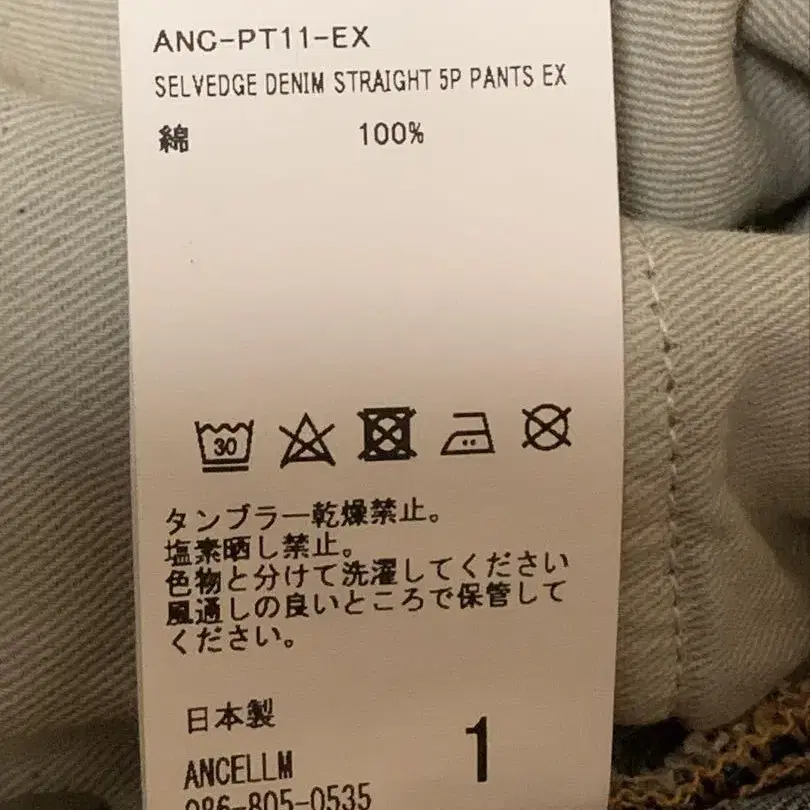 ANC-PT11-EX
SELVEDGE DENIM STRAIGHT 5P PANTS EX
綿 100%
30
タンブラー乾燥禁止。
塩素晒し禁止。
色物と分けて洗濯してください
風通しの良いところで保管して
ください。
日本製
ANCELLM
1
086-805-0535